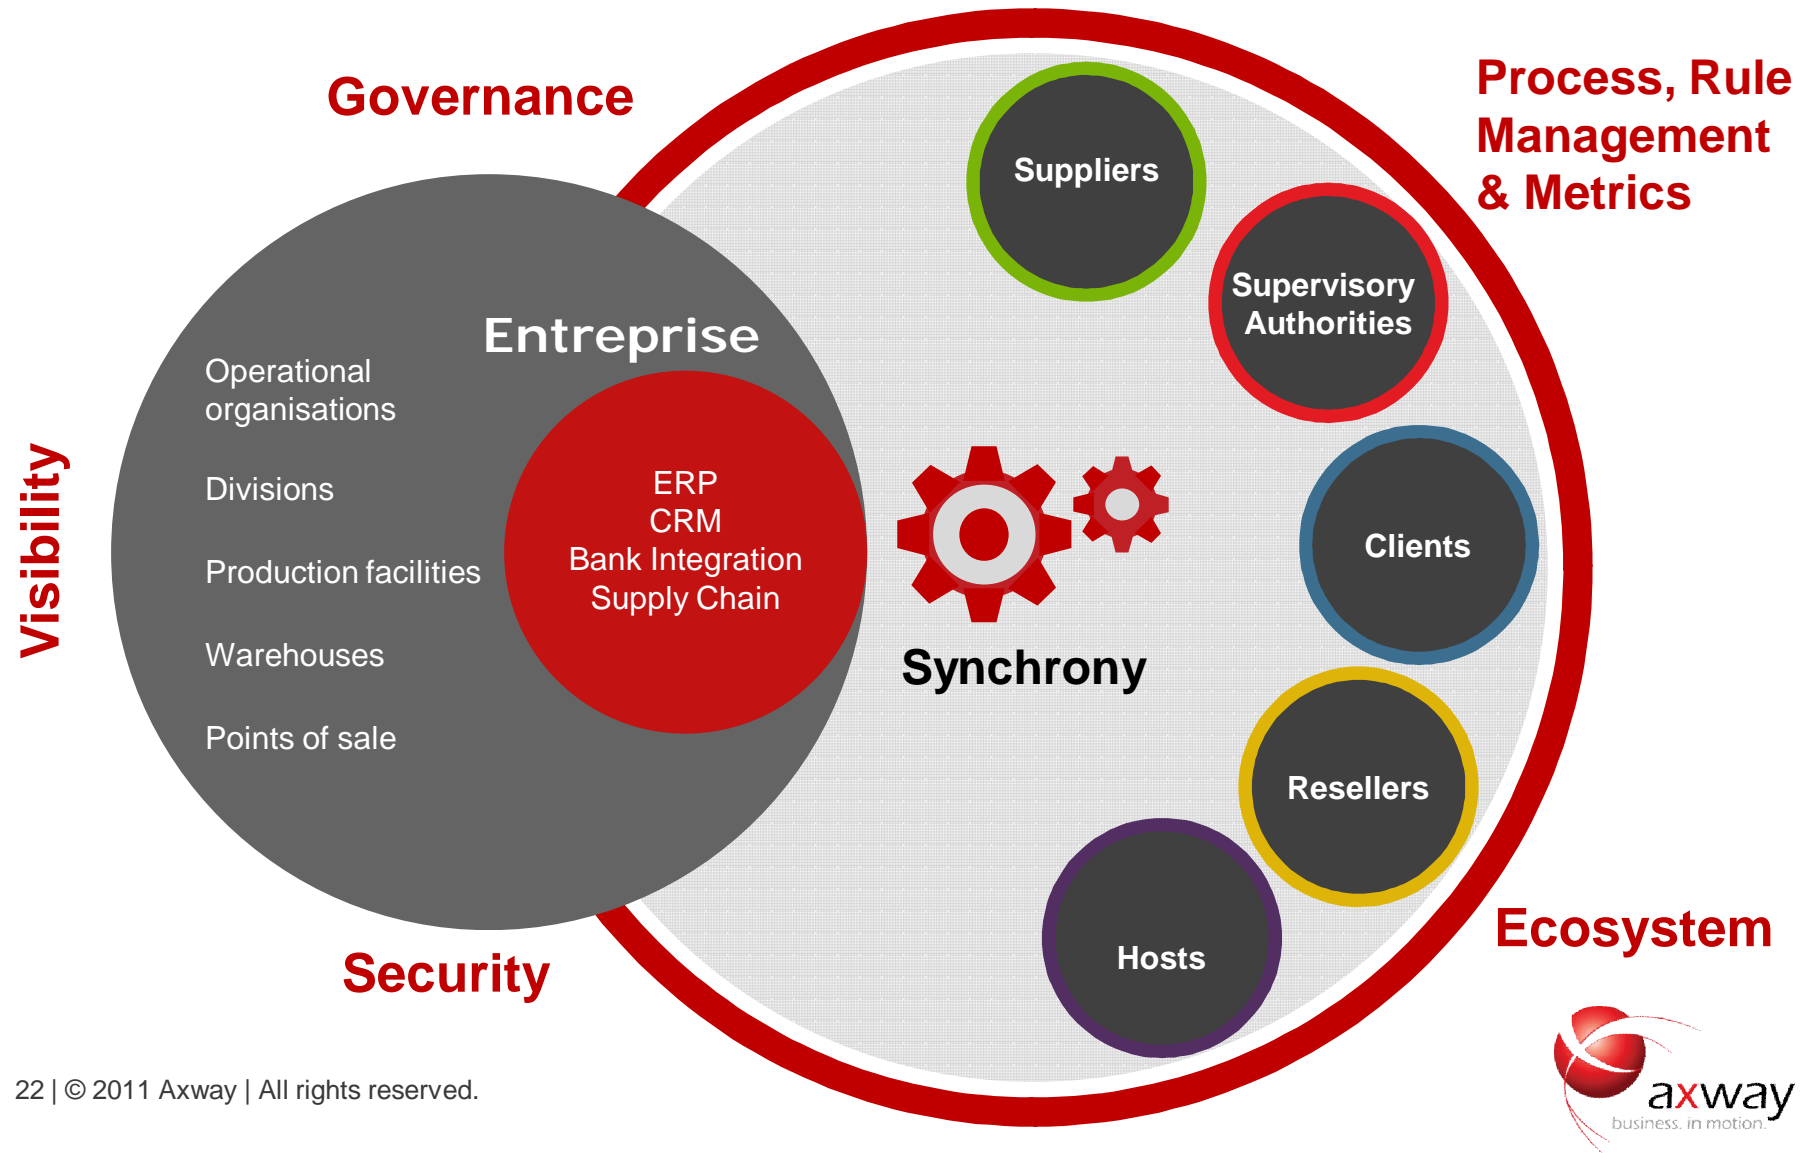 Governance
Process, Rule
Management
& Metrics
Suppliers
Supervisory
Authorities
Entreprise
Operational
organisations
Divisions
Production facilities
Warehouses
Points of sale
ERP
CRM
Bank Integration
Supply Chain
Visibility
Synchrony
Clients
Resellers
Hosts
Ecosystem
Security
22 | © 2011 Axway | All rights reserved.
axway
business. in motion.